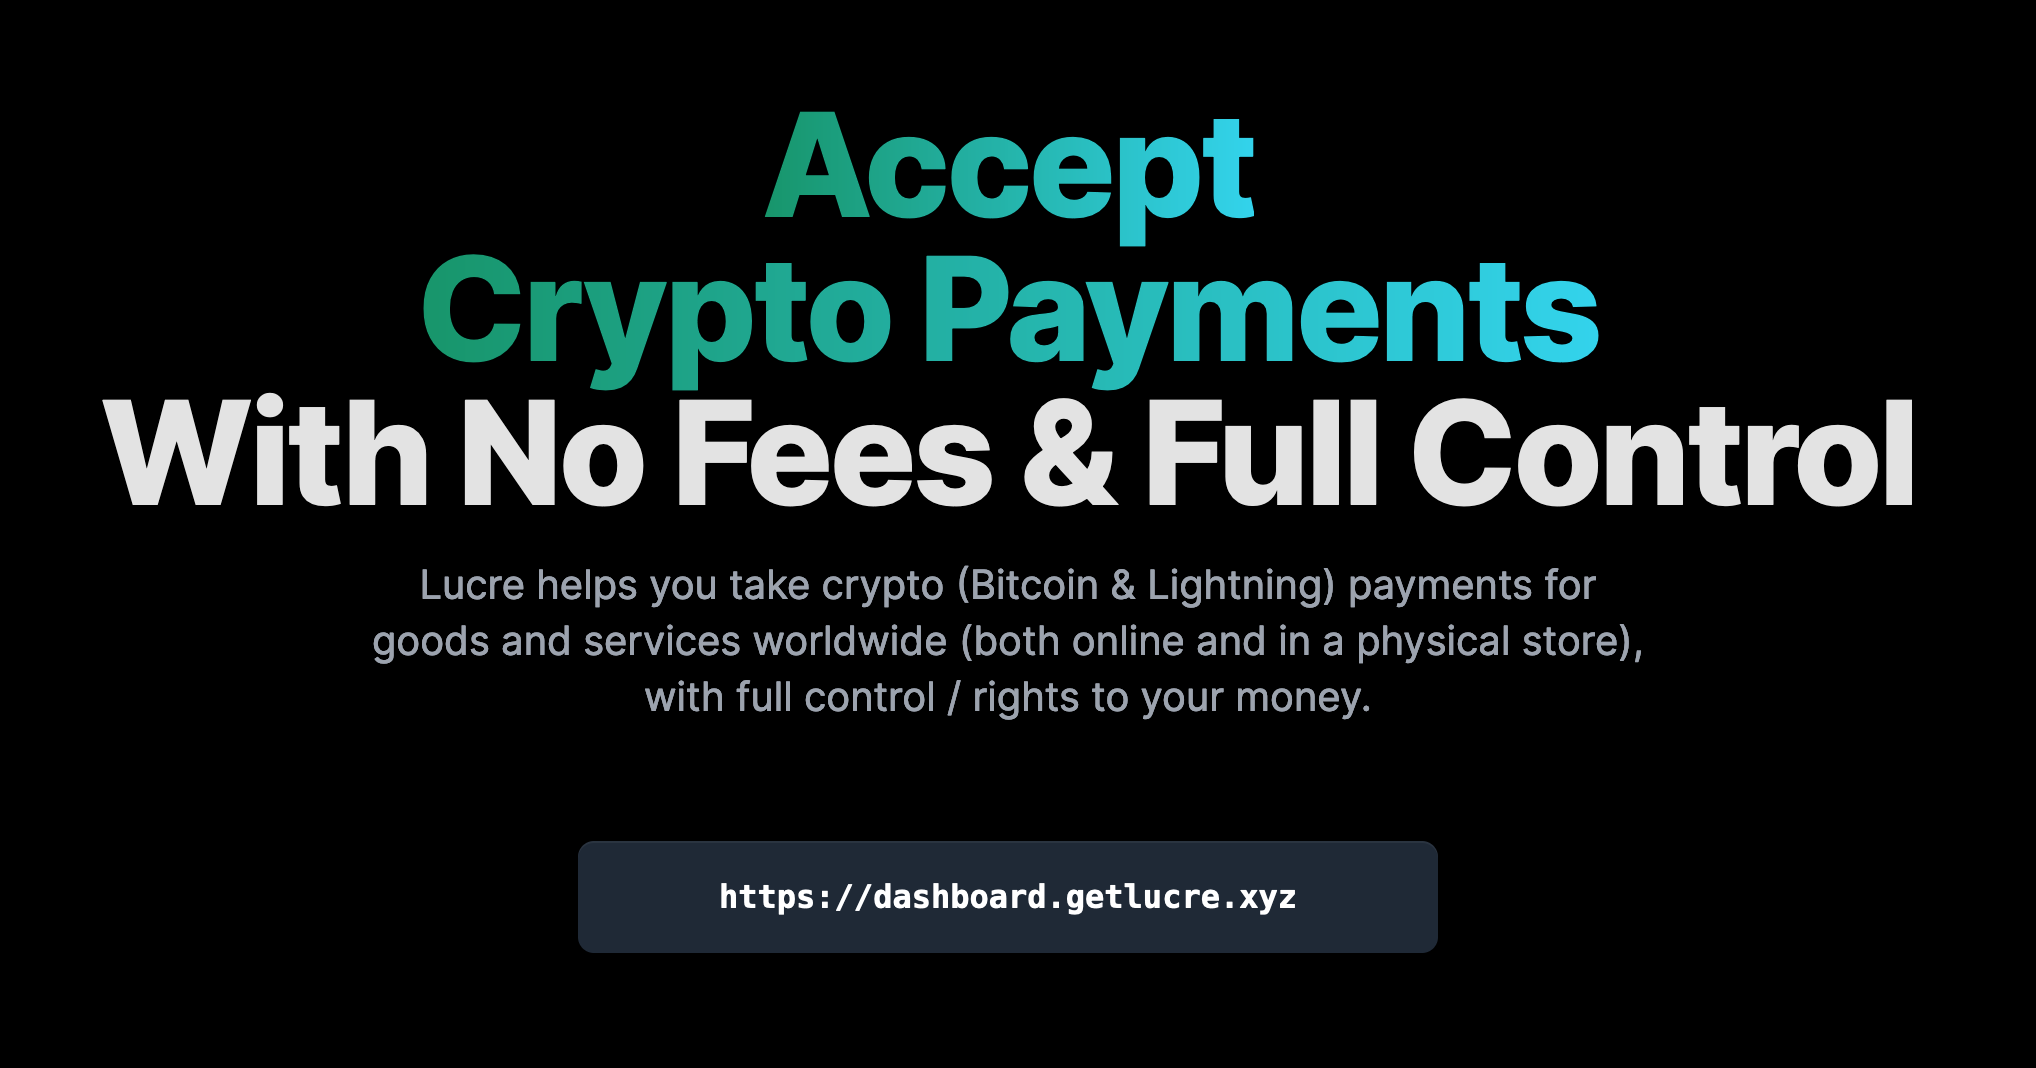 Accept
Crypto Payments
With No Fees & Full Control
Lucre helps you take crypto (Bitcoin & Lightning) payments for
goods and services worldwide (both online and in a physical store),
with full control / rights to your money.
https://dashboard.getlucre.xyz